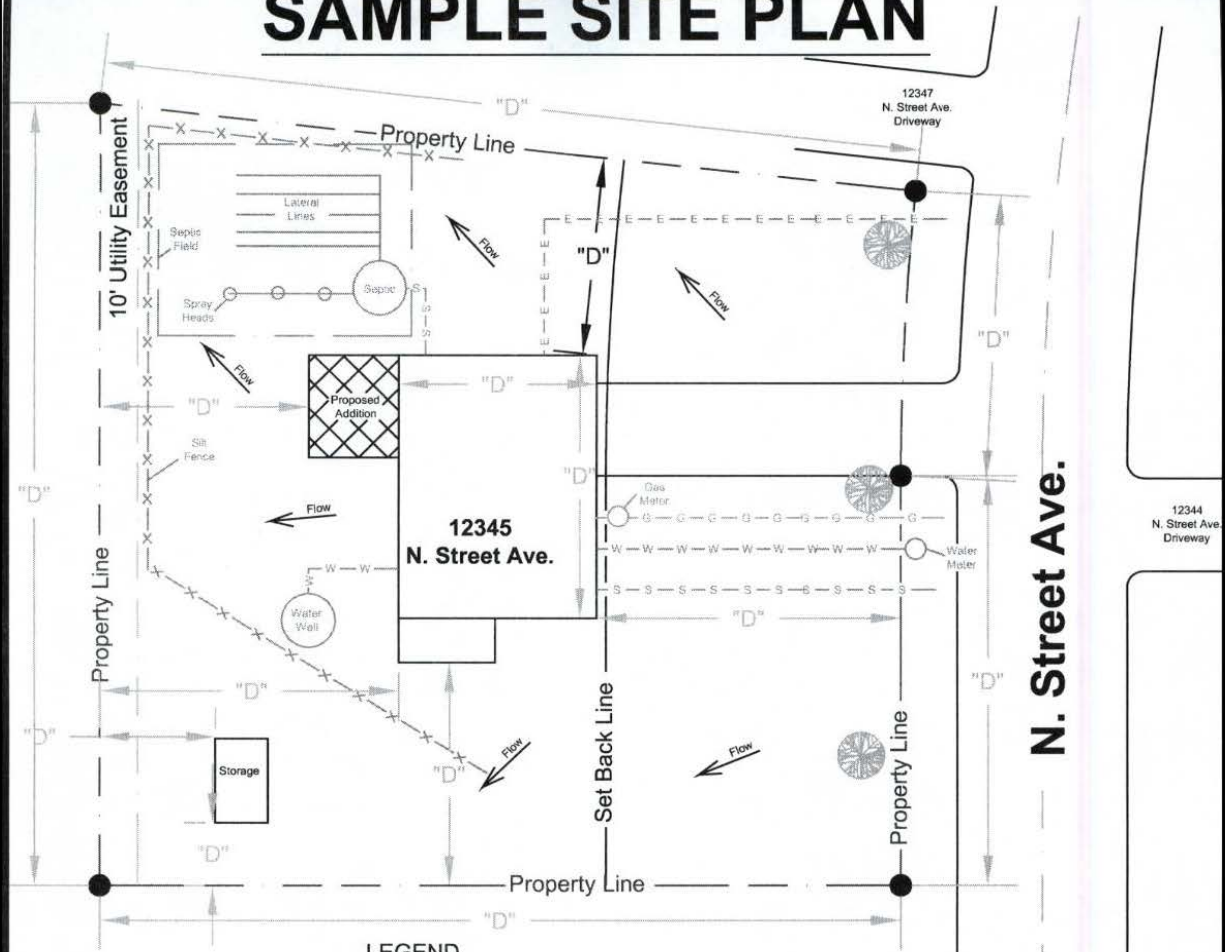 SAMPLE SITE PLAN
12347
N. Street Ave.
Driveway
"D"
Property Line
10' Utility Easement
Lateral
Lines
Septic
Field
Septic
Spray
Heads
Flow
"D"
Flow
Flow
"D"
"D"
Proposed
Addition
"D"
Silt
Fence
"D"
"D"
Gas
Meter
Flow
12345
N. Street Ave.
Water
Meter
12344
N. Street Ave.
Driveway
N. Street Ave.
Property Line
Water
Well
"D"
"D"
"D"
"D"
Storage
"D"
"D"
Flow
Set Back Line
Flow
Property Line
Property Line
"D"
LEGEND
X X X X X X X
E E E E E E E E E
E E E E
S
S
S
G G G G G G G
W W W W W W W
S S S S S S S S
W W
W